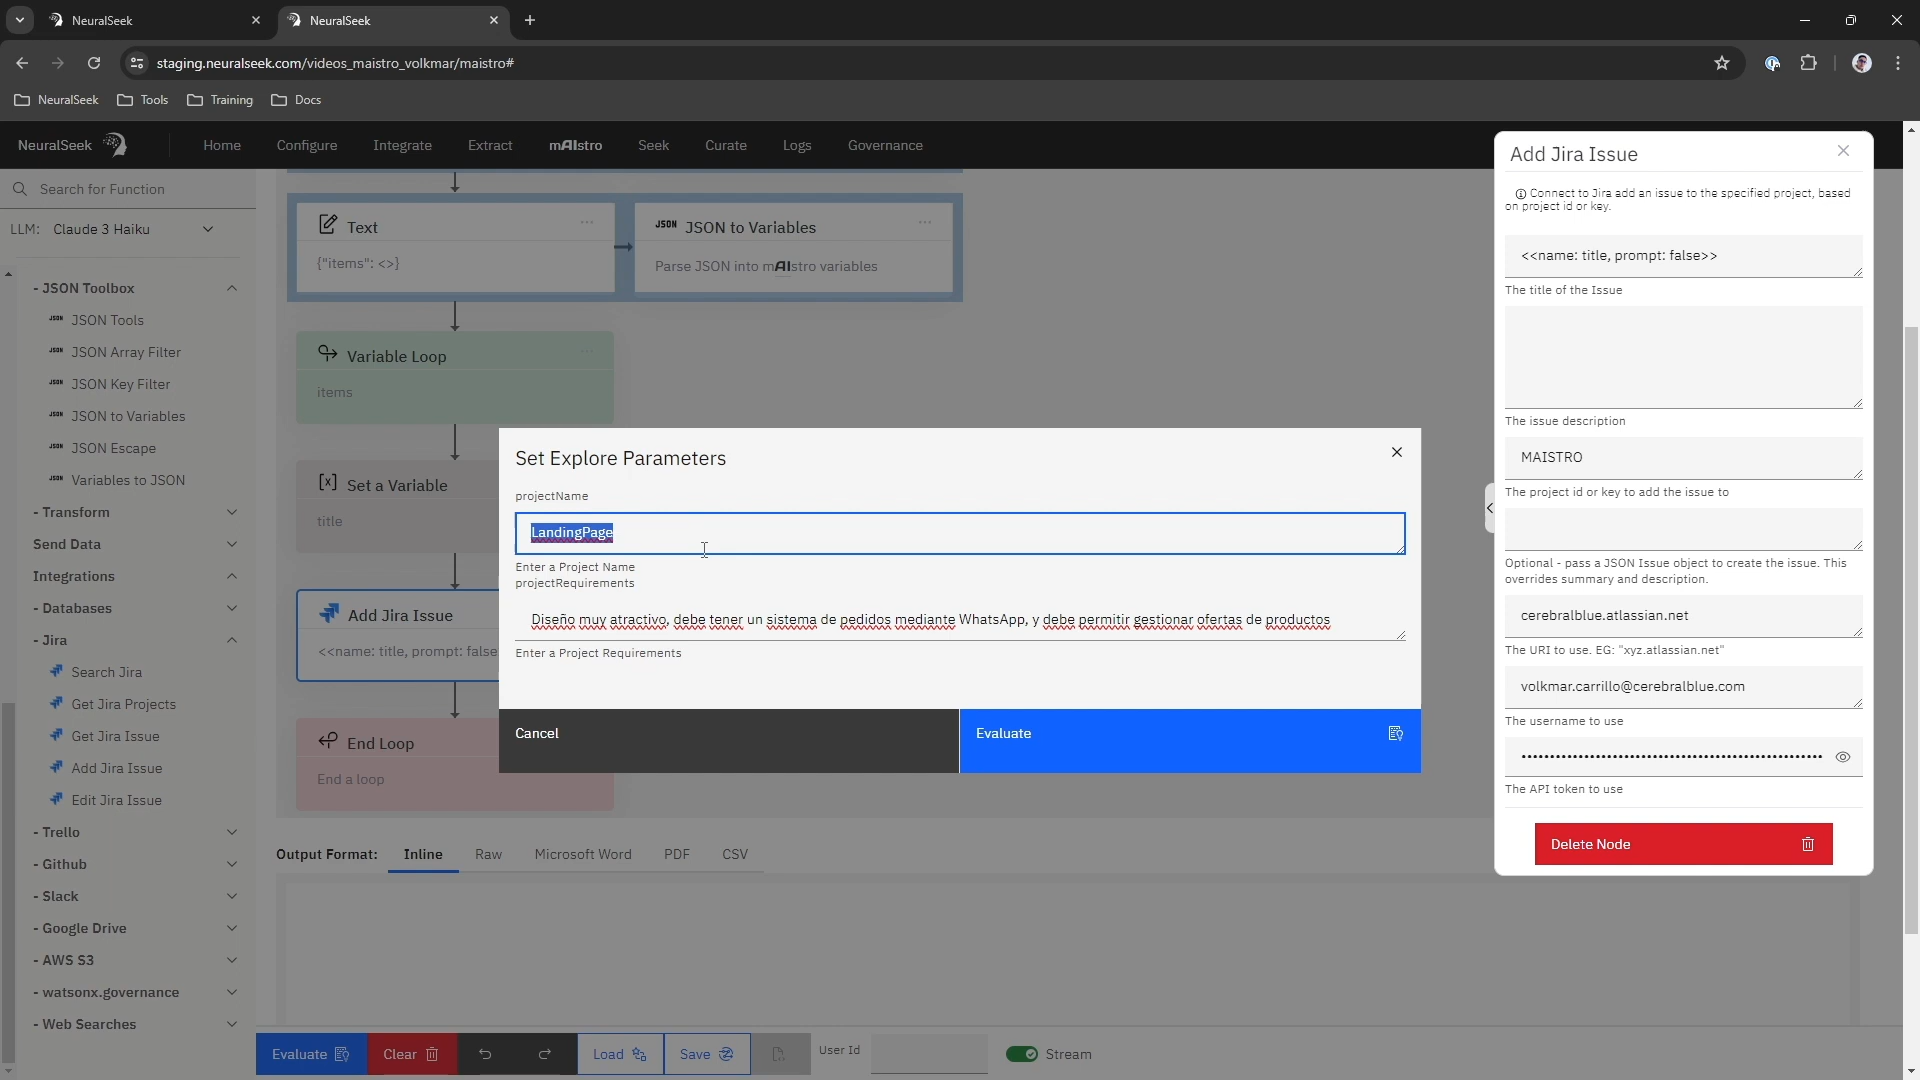 NeuralSeek
NeuralSeek
staging.neuralseek.com/videos_maistro_volkmar/maistro#
NeuralSeek
Tools
Training
Docs
NeuralSeek
Home
Configure
Integrate
Extract
mAIstro
Seek
Curate
Logs
Governance
Search for Function
LLM: Claude 3 Haiku
- JSON Toolbox
JSON JSON Tools
JSON JSON Array Filter
JSON JSON Key Filter
JSON JSON to Variables
JSON JSON Escape
JSON Variables to JSON
- Transform
Send Data
Integrations
- Databases
- Jira
Search Jira
Get Jira Projects
Get Jira Issue
Add Jira Issue
Edit Jira Issue
- Trello
- Github
- Slack
- Google Drive
- AWS S3
- watsonx.governance
- Web Searches
Text
{"items": <>}
JSON JSON to Variables
Parse JSON into mAIstro variables
Variable Loop
items
[x] Set a Variable
title
Add Jira Issue
<<name: title, prompt: false
End Loop
End a loop
Set Explore Parameters
projectName
LandingPage
Enter a Project Name
projectRequirements
Diseño muy atractivo, debe tener un sistema de pedidos mediante WhatsApp, y debe permitir gestionar ofertas de productos
Enter a Project Requirements
Cancel
Evaluate
Output Format:
Inline
Raw
Microsoft Word
PDF
CSV
Evaluate
Clear
Load
Save
User Id
Stream
Add Jira Issue
Connect to Jira add an issue to the specified project, based
on project id or key.
<<name: title, prompt: false>>
The title of the Issue
The issue description
MAISTRO
The project id or key to add the issue to
Optional - pass a JSON Issue object to create the issue. This
overrides summary and description.
cerebralblue.atlassian.net
The URI to use. EG: "xyz.atlassian.net"
volkmar.carrillo@cerebralblue.com
The username to use
The API token to use
Delete Node